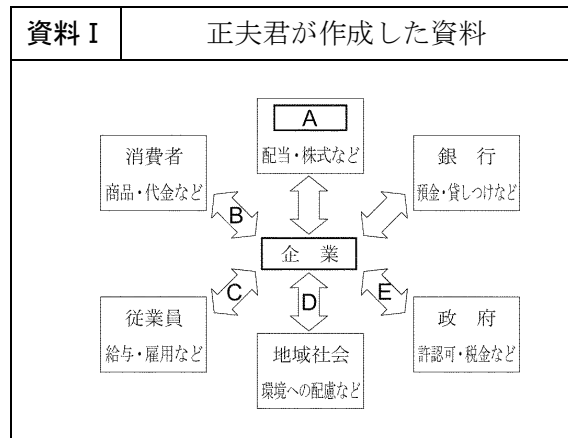 資料Ⅰ 正夫君が作成した資料
A
配当・株式など
消費者
商品・代金など
銀 行
預金・貸しつけなど
B
企 業
C
D
E
従業員
給与・雇用など
地域社会
環境への配慮など
政 府
許認可・税金など